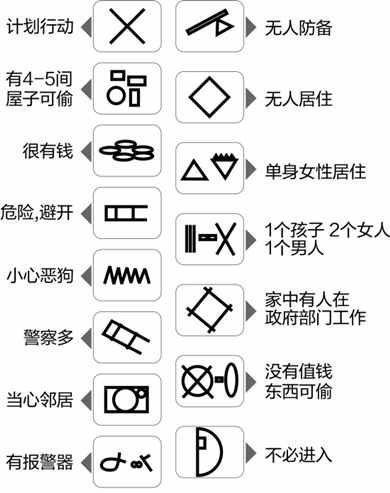 计划行动
有4-5间
屋子可偷
很有钱
危险,避开
小心恶狗
警察多
当心邻居
有报警器
无人防备
无人居住
单身女性居住
1个孩子 2个女人
1个男人
家中有人在
政府部门工作
没有值钱
东西可偷
不必进入